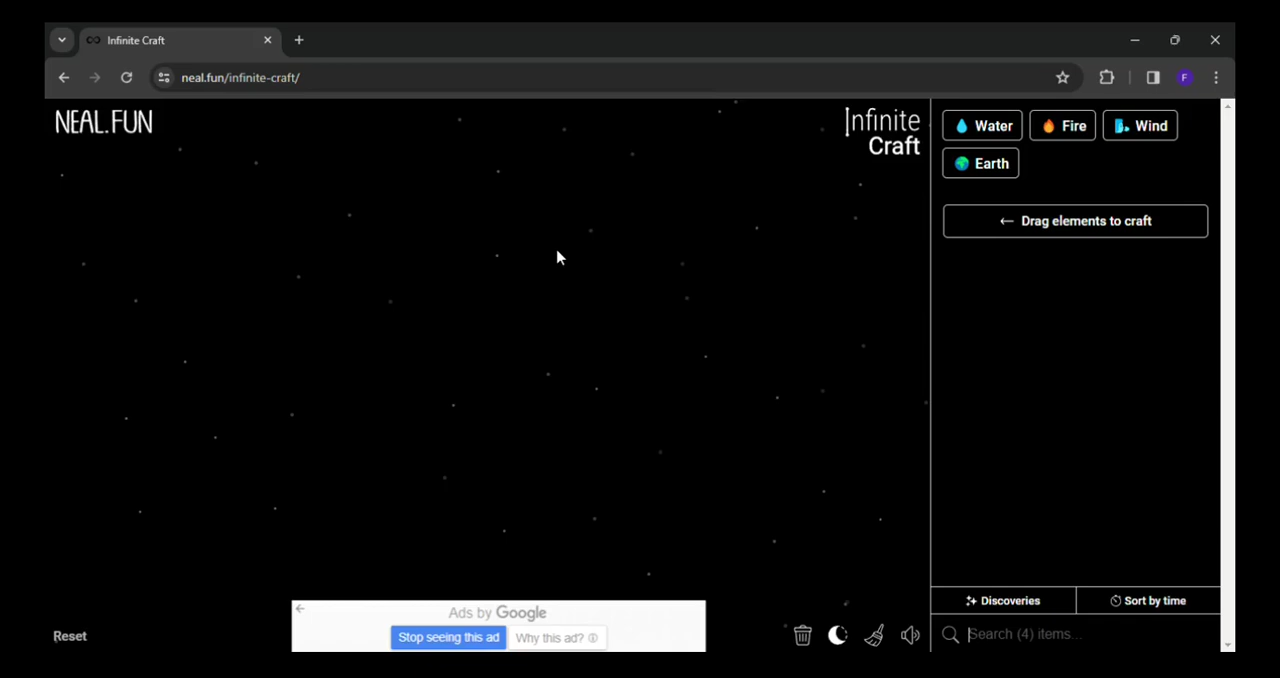 Infinite Craft
neal.fun/infinite-craft/
F
NEAL.FUN
Infinite
Craft
Water
Fire
Wind
Earth
← Drag elements to craft
Discoveries
Sort by time
Search (4) items...
Ads by Google
Stop seeing this ad
Why this ad?
Reset